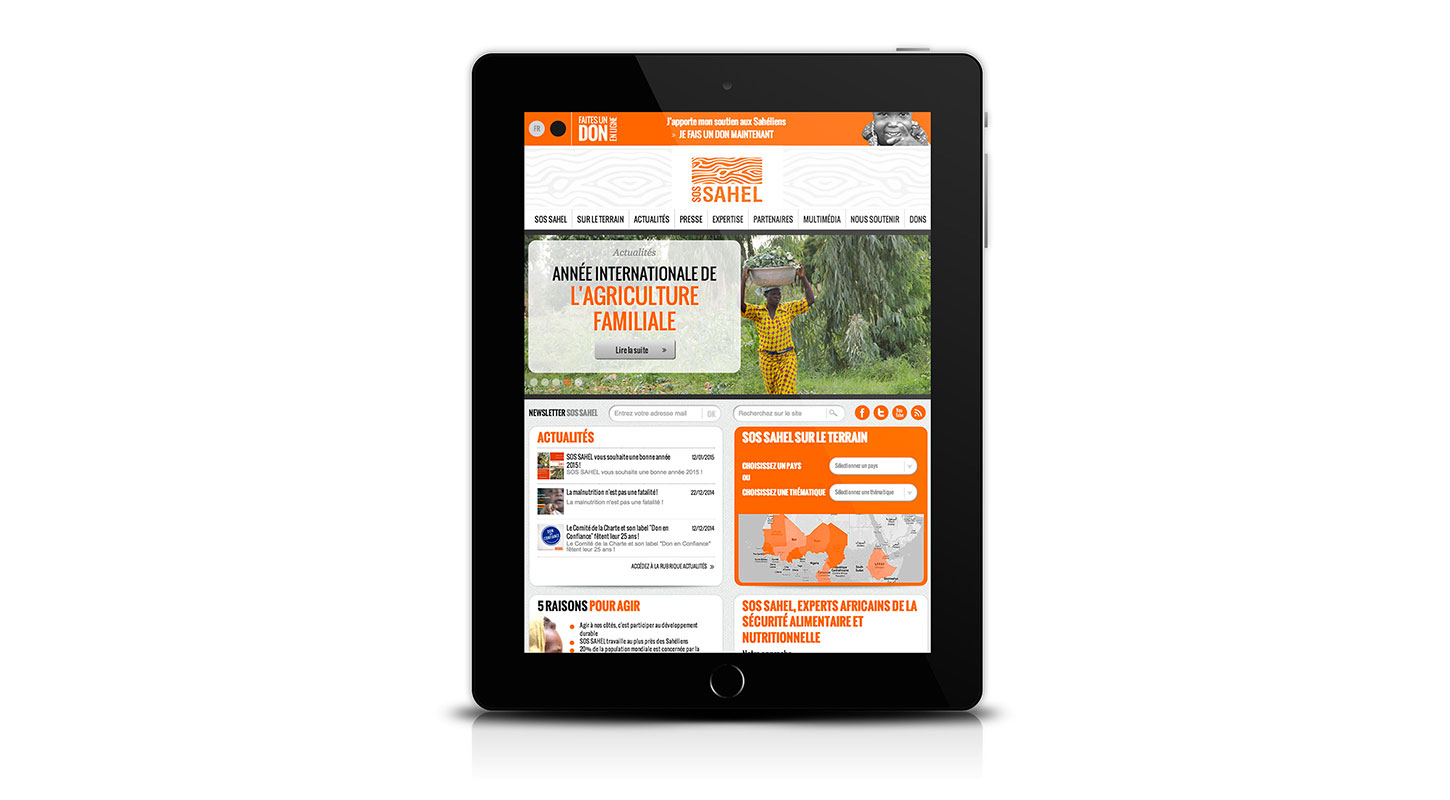 FR
FAITES UN
DON
EN LIGNE
J'apporte mon soutien aux Sahéliens
» JE FAIS UN DON MAINTENANT
SOS
SAHEL
SOS SAHEL
SUR LE TERRAIN
ACTUALITÉS
PRESSE
EXPERTISE
PARTENAIRES
MULTIMÉDIA
NOUS SOUTENIR
DONS
Actualités
ANNÉE INTERNATIONALE DE
L'AGRICULTURE
FAMILIALE
Lire la suite »
NEWSLETTER SOS SAHEL
Entrez votre adresse mail
OK
Recherchez sur le site
You
Tube
ACTUALITÉS
SOS SAHEL vous souhaite une bonne année
2015 !
12/01/2015
SOS SAHEL vous souhaite une bonne année 2015 !
La malnutrition n'est pas une fatalité !
22/12/2014
La malnutrition n'est pas une fatalité !
Le Comité de la Charte et son label "Don en
Confiance" fêtent leur 25 ans !
12/12/2014
Le Comité de la Charte et son label "Don en Confiance"
fêtent leur 25 ans !
ACCÉDEZ À LA RUBRIQUE ACTUALITÉS »
SOS SAHEL SUR LE TERRAIN
CHOISISSEZ UN PAYS
Sélectionnez un pays
OU
CHOISISSEZ UNE THÉMATIQUE
Sélectionnez une thématique
5 RAISONS POUR AGIR
Agir à nos côtés, c'est participer au développement
durable
SOS SAHEL travaille au plus près des Sahéliens
20% de la population mondiale est concernée par la
SOS SAHEL, EXPERTS AFRICAINS DE LA
SÉCURITÉ ALIMENTAIRE ET
NUTRITIONNELLE